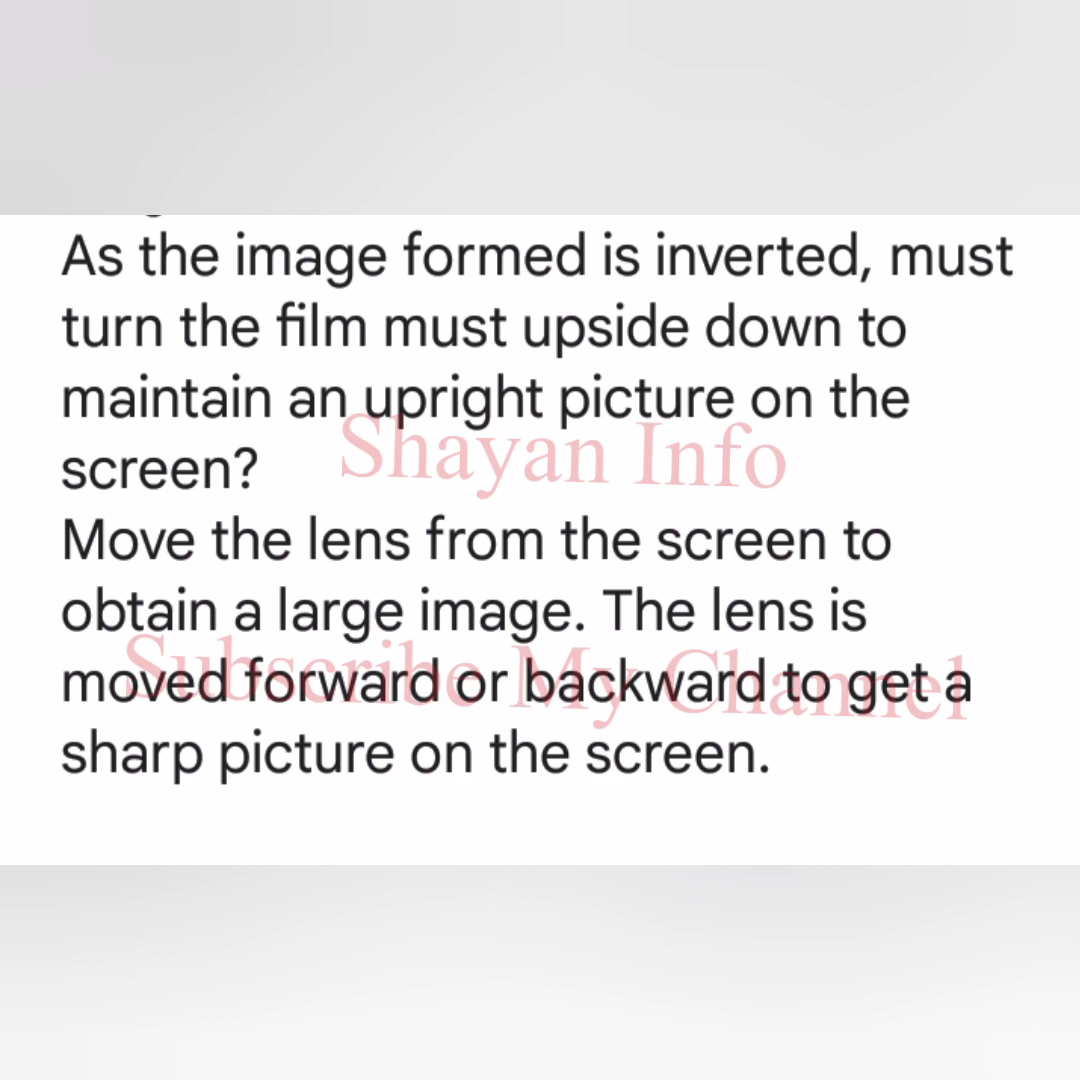 As the image formed is inverted, must
turn the film must upside down to
maintain an upright picture on the
Shayan Info
screen?
Move the lens from the screen to
obtain a large image. The lens is
Subscribe My Channel
moved forward or backward to get a
sharp picture on the screen.